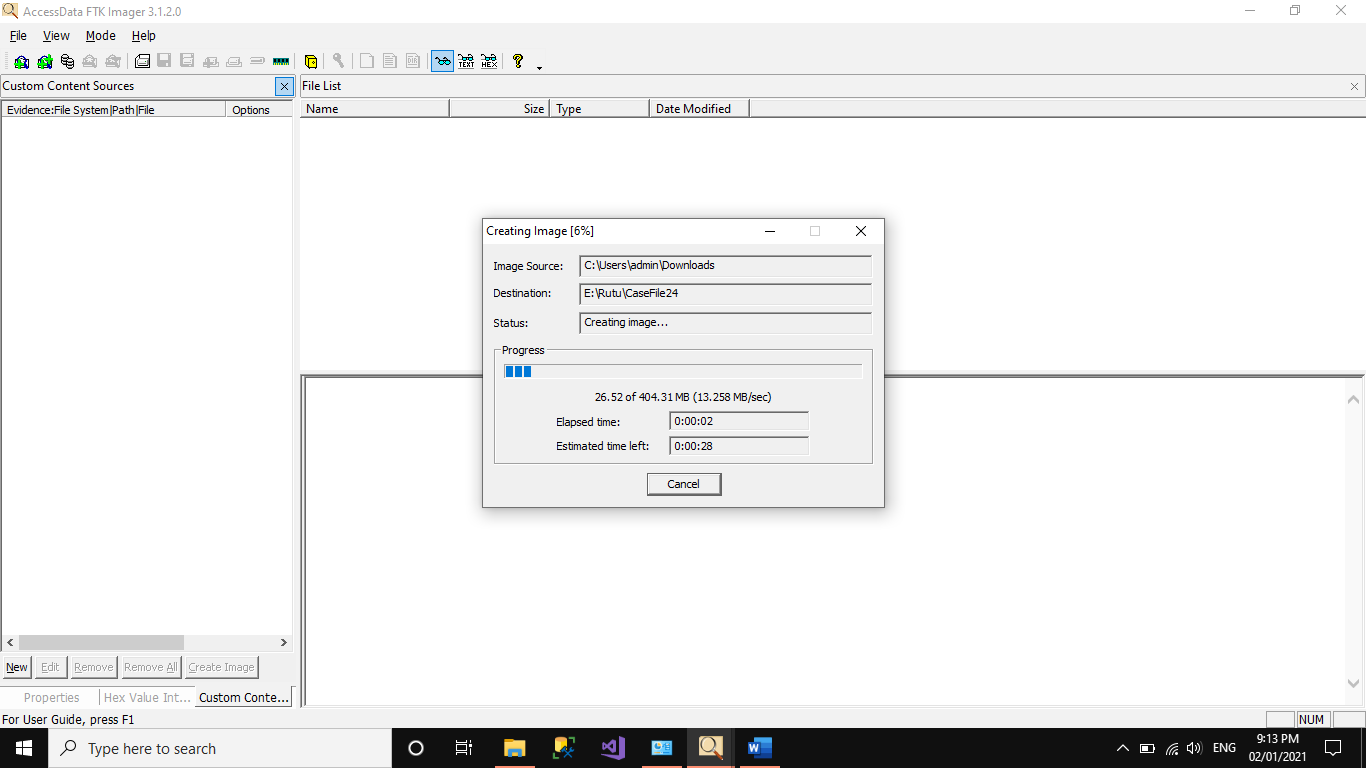 AccessData FTK Imager 3.1.2.0
File View Mode Help
TEXT HEX ?
Custom Content Sources
File List
Evidence:File System|Path|File Options
Name Size Type Date Modified
Creating Image [6%]
Image Source: C:\Users\admin\Downloads
Destination: E:\Rutu\CaseFile24
Status: Creating image...
Progress
26.52 of 404.31 MB (13.258 MB/sec)
Elapsed time: 0:00:02
Estimated time left: 0:00:28
Cancel
New Edit Remove Remove All Create Image
Properties Hex Value Int... Custom Conte...
For User Guide, press F1
NUM
Type here to search
ENG
9:13 PM
02/01/2021